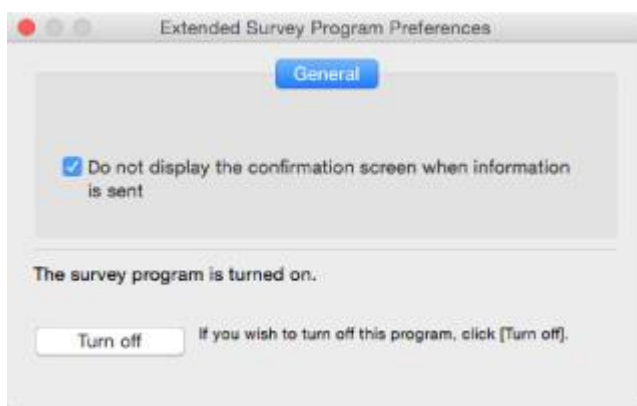 Extended Survey Program Preferences
General
Do not display the confirmation screen when information
is sent
The survey program is turned on.
Turn off
If you wish to turn off this program, click [Turn off].